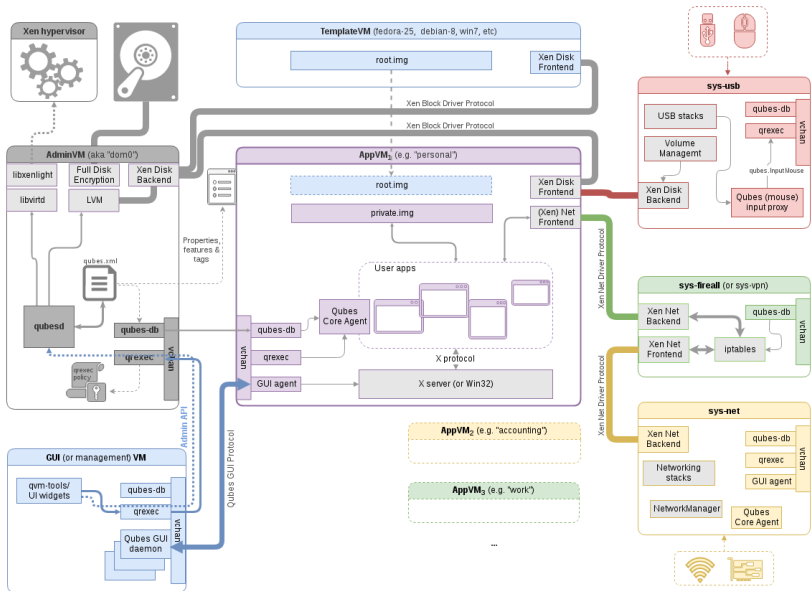 Xen hypervisor
TemplateVM (fedora-25, debian-8, win7, etc)
root.img
Xen Disk
Frontend
Xen Block Driver Protocol
Xen Block Driver Protocol
AdminVM (aka "dom0")
libxenlight
Full Disk
Encryption
Xen Disk
Backend
libvirtd
LVM
qubes.xml
Properties,
features &
tags
qubesd
qubes-db
qrexec
vchan
qrexec
policy
Admin API
GUI (or management) VM
qvm-tools/
UI widgets
qubes-db
qrexec
Qubes GUI
daemon
vchan
Qubes GUI Protocol
AppVM1 (e.g. "personal")
root.img
Xen Disk
Frontend
private.img
(Xen) Net
Frontend
User apps
Qubes
Core Agent
qubes-db
qrexec
GUI agent
vchan
X protocol
X server (or Win32)
AppVM2 (e.g. "accounting")
AppVM3 (e.g. "work")
...
sys-usb
USB stacks
Volume
Managemt
Xen Disk
Backend
qubes-db
qrexec
vchan
qubes.InputMouse
Qubes (mouse)
input proxy
Xen Net Driver Protocol
sys-fireall (or sys-vpn)
Xen Net
Backend
qubes-db
vchan
Xen Net
Frontend
iptables
Xen Net Driver Protocol
sys-net
Xen Net
Backend
qubes-db
qrexec
GUI agent
vchan
Networking
stacks
NetworkManager
Qubes
Core Agent